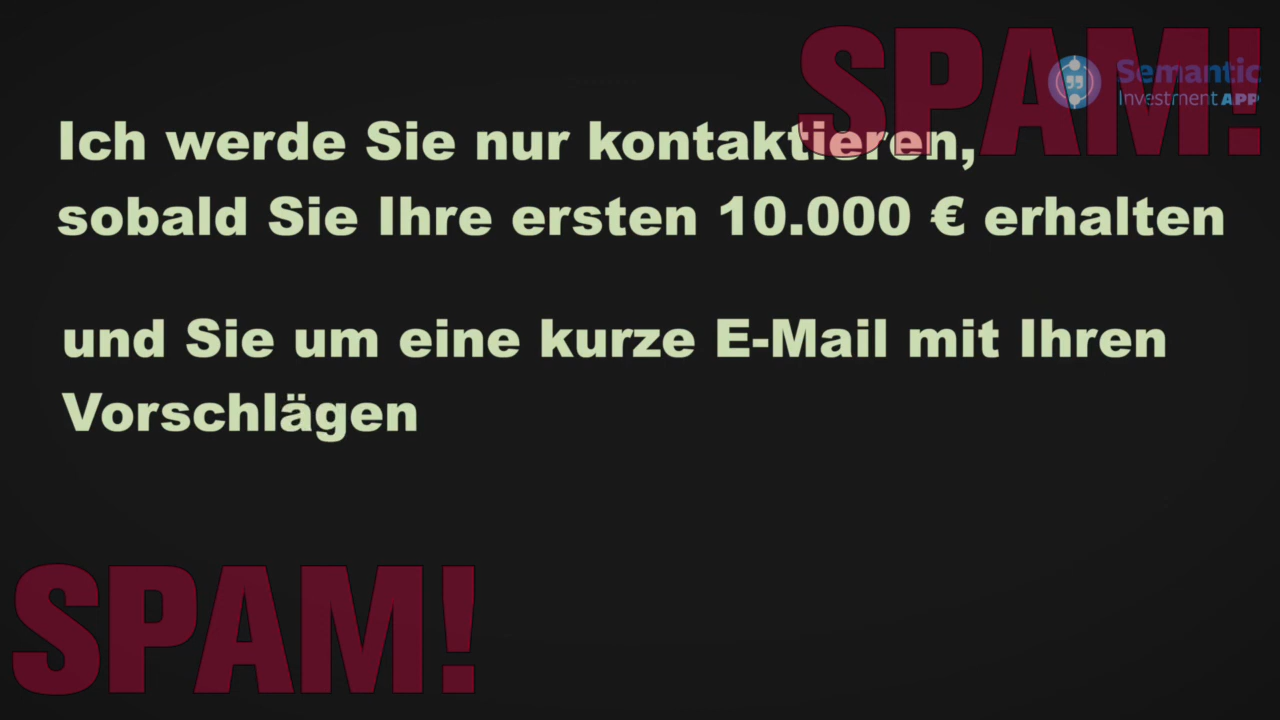 SPAM!
Semantic
Investment APP
Ich werde Sie nur kontaktieren,
sobald Sie Ihre ersten 10.000 € erhalten
und Sie um eine kurze E-Mail mit Ihren
Vorschlägen
SPAM!